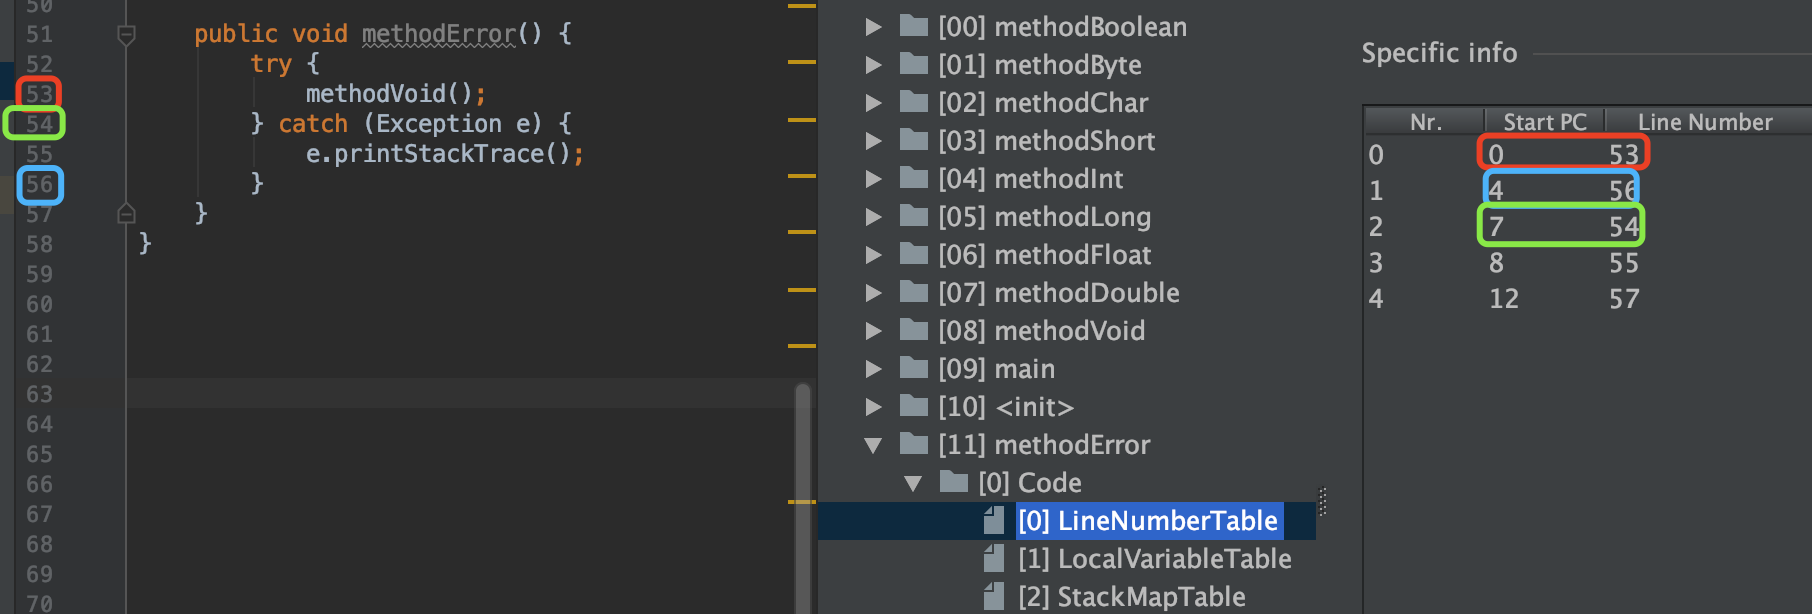 50
51 public void methodError() {
52 try {
53 methodVoid();
54 } catch (Exception e) {
55 e.printStackTrace();
56 }
57 }
58 }
59
60
61
62
63
64
65
66
67
68
69
70
[00] methodBoolean
[01] methodByte
[02] methodChar
[03] methodShort
[04] methodInt
[05] methodLong
[06] methodFloat
[07] methodDouble
[08] methodVoid
[09] main
[10] <init>
[11] methodError
[0] Code
[0] LineNumberTable
[1] LocalVariableTable
[2] StackMapTable
Specific info
Nr. Start PC Line Number
0 0 53
1 4 56
2 7 54
3 8 55
4 12 57